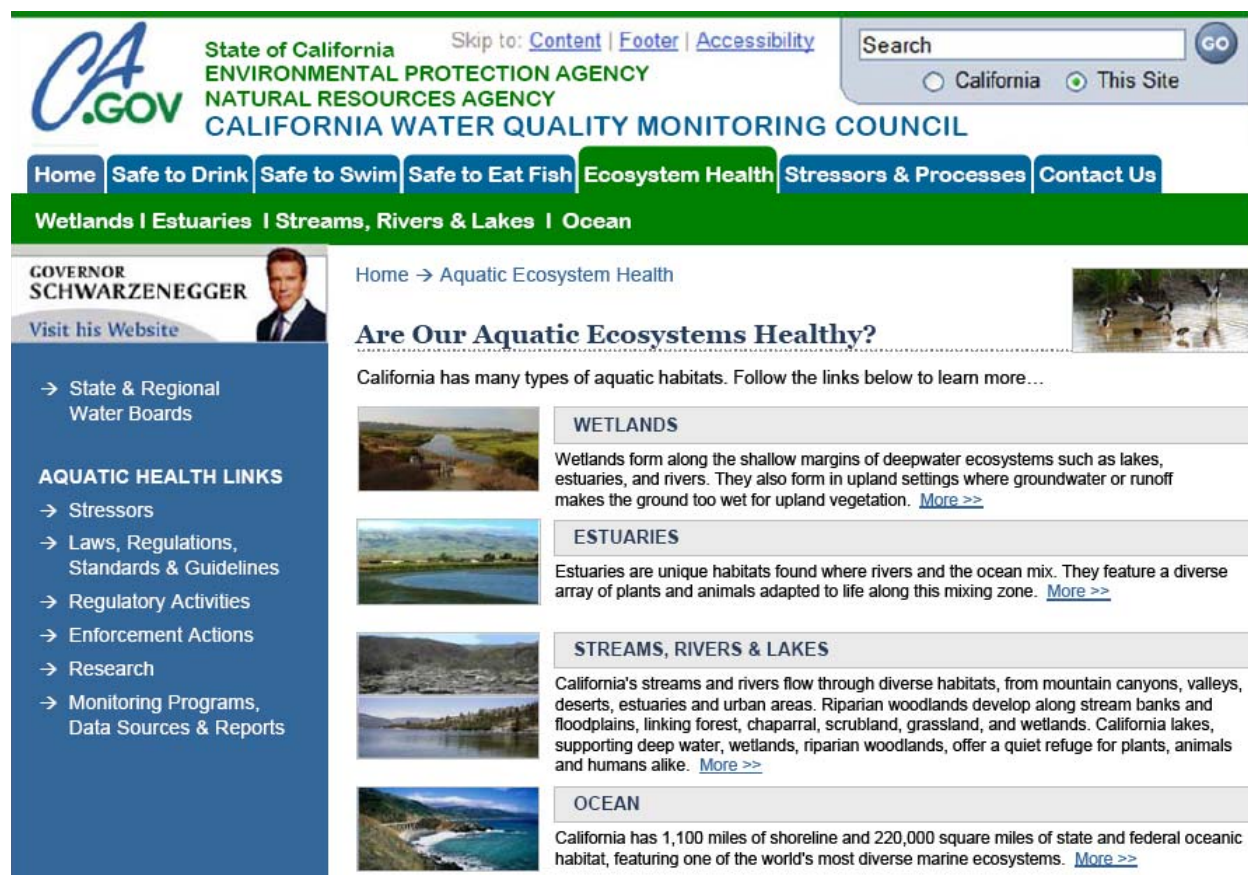 CA.GOV
State of California
ENVIRONMENTAL PROTECTION AGENCY
NATURAL RESOURCES AGENCY
CALIFORNIA WATER QUALITY MONITORING COUNCIL
Skip to: Content | Footer | Accessibility
Search
GO
California This Site
Home Safe to Drink Safe to Swim Safe to Eat Fish Ecosystem Health Stressors & Processes Contact Us
Wetlands I Estuaries I Streams, Rivers & Lakes I Ocean
GOVERNOR
SCHWARZENEGGER
Visit his Website
→ State & Regional
Water Boards
AQUATIC HEALTH LINKS
→ Stressors
→ Laws, Regulations,
Standards & Guidelines
→ Regulatory Activities
→ Enforcement Actions
→ Research
→ Monitoring Programs,
Data Sources & Reports
Home → Aquatic Ecosystem Health
Are Our Aquatic Ecosystems Healthy?
California has many types of aquatic habitats. Follow the links below to learn more…
WETLANDS
Wetlands form along the shallow margins of deepwater ecosystems such as lakes,
estuaries, and rivers. They also form in upland settings where groundwater or runoff
makes the ground too wet for upland vegetation. More >>
ESTUARIES
Estuaries are unique habitats found where rivers and the ocean mix. They feature a diverse
array of plants and animals adapted to life along this mixing zone. More >>
STREAMS, RIVERS & LAKES
California's streams and rivers flow through diverse habitats, from mountain canyons, valleys,
deserts, estuaries and urban areas. Riparian woodlands develop along stream banks and
floodplains, linking forest, chaparral, scrubland, grassland, and wetlands. California lakes,
supporting deep water, wetlands, riparian woodlands, offer a quiet refuge for plants, animals
and humans alike. More >>
OCEAN
California has 1,100 miles of shoreline and 220,000 square miles of state and federal oceanic
habitat, featuring one of the world's most diverse marine ecosystems. More >>